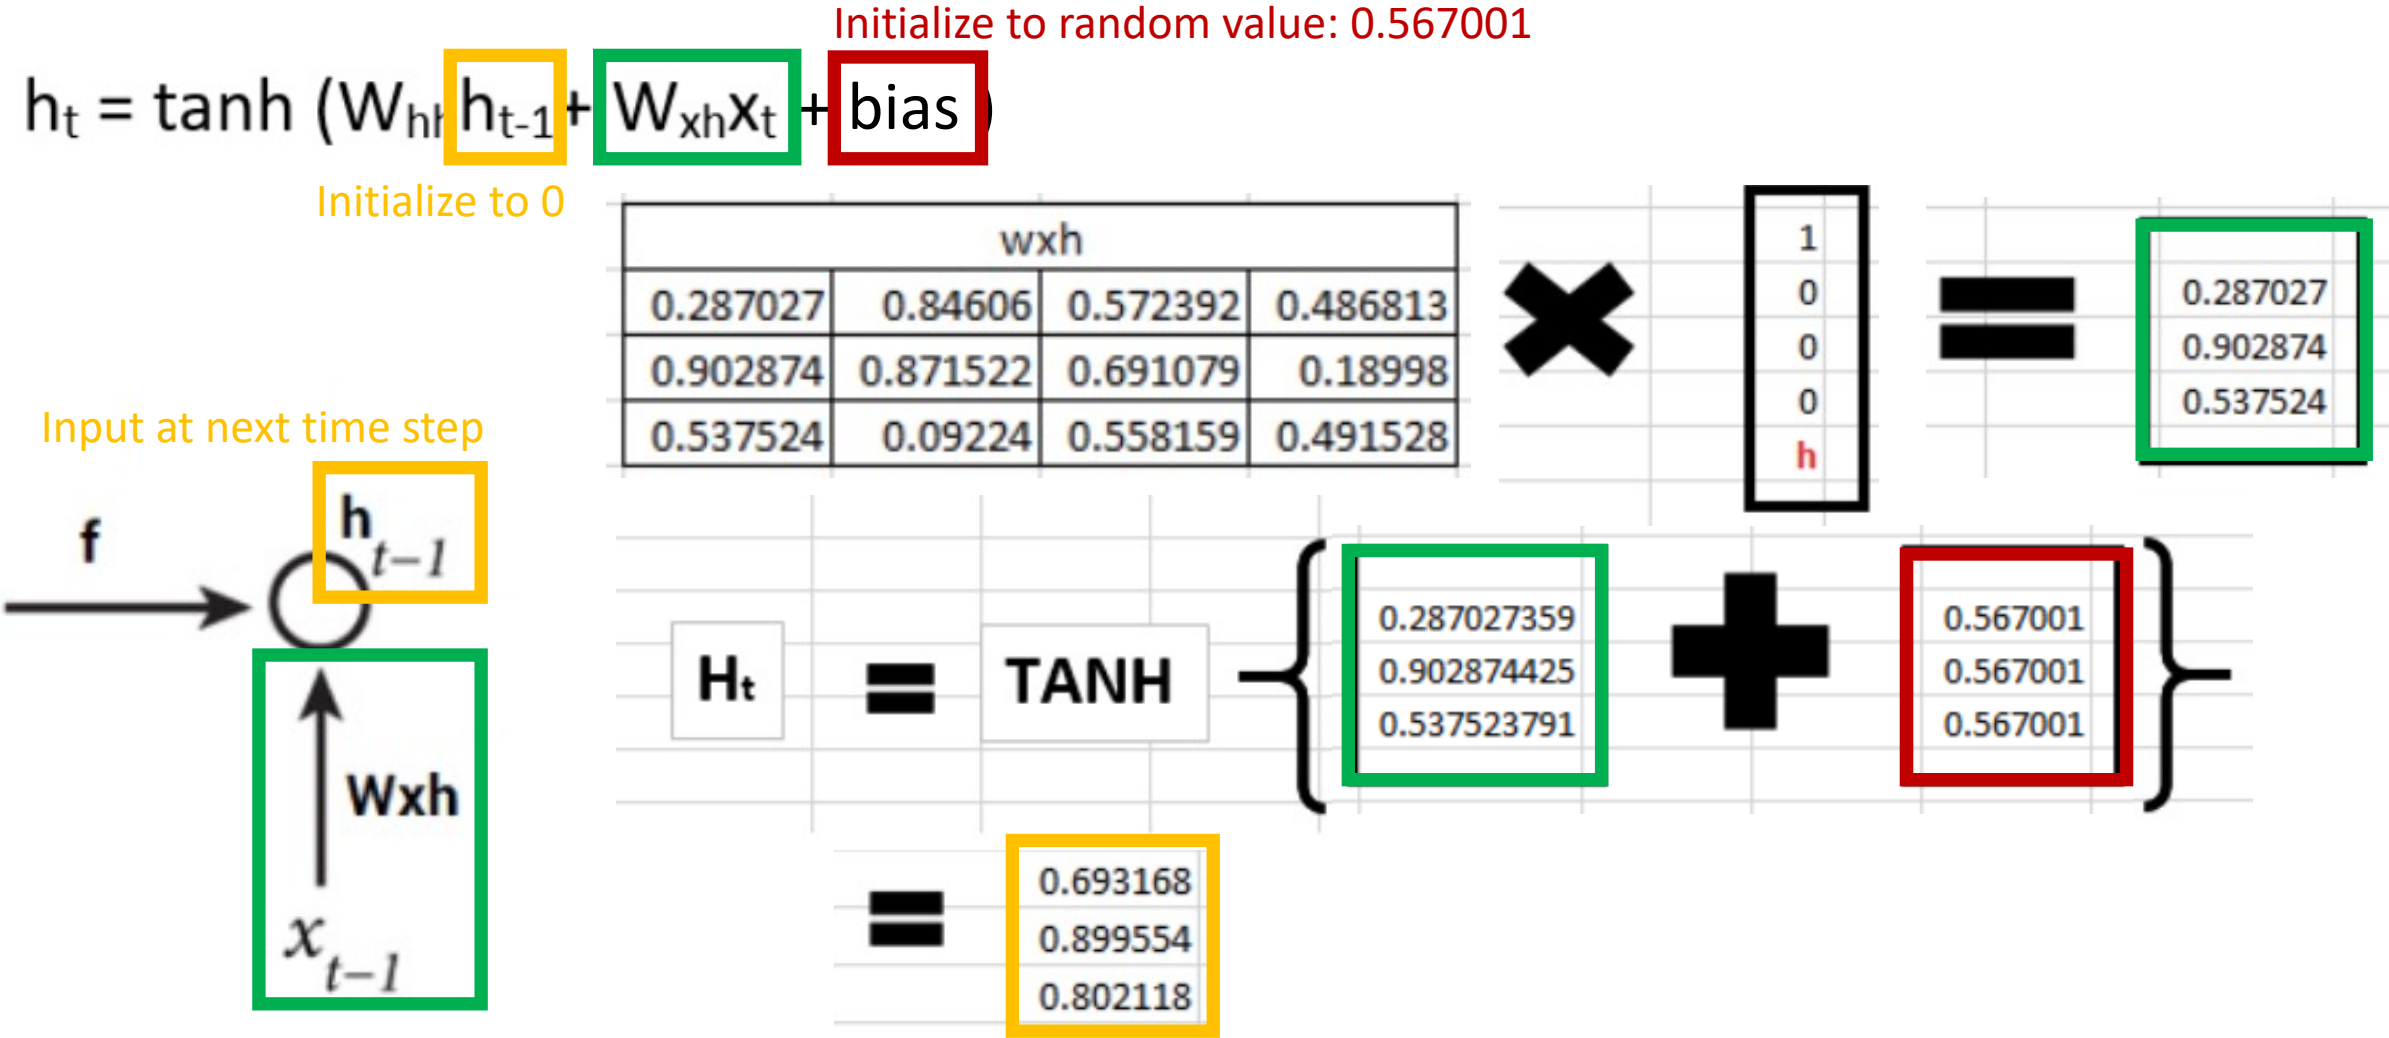 Initialize to random value: 0.567001
hₜ = tanh (Wₕₕhₜ₋₁+ Wₓₕxₜ + bias )
Initialize to 0
wxh
0.287027 0.84606 0.572392 0.486813
0.902874 0.871522 0.691079 0.18998
0.537524 0.09224 0.558159 0.491528
1
0
0
0
h
0.287027
0.902874
0.537524
Input at next time step
f
h t−1
Wxh
x t−1
Hₜ = TANH
0.287027359
0.902874425
0.537523791
0.567001
0.567001
0.567001
=
0.693168
0.899554
0.802118